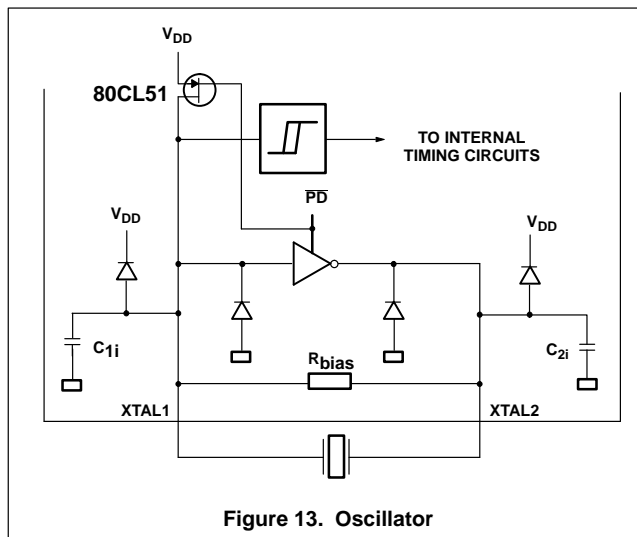 VDD
80CL51
TO INTERNAL
TIMING CIRCUITS
PD
VDD
VDD
C1i
C2i
Rbias
XTAL1
XTAL2
Figure 13. Oscillator